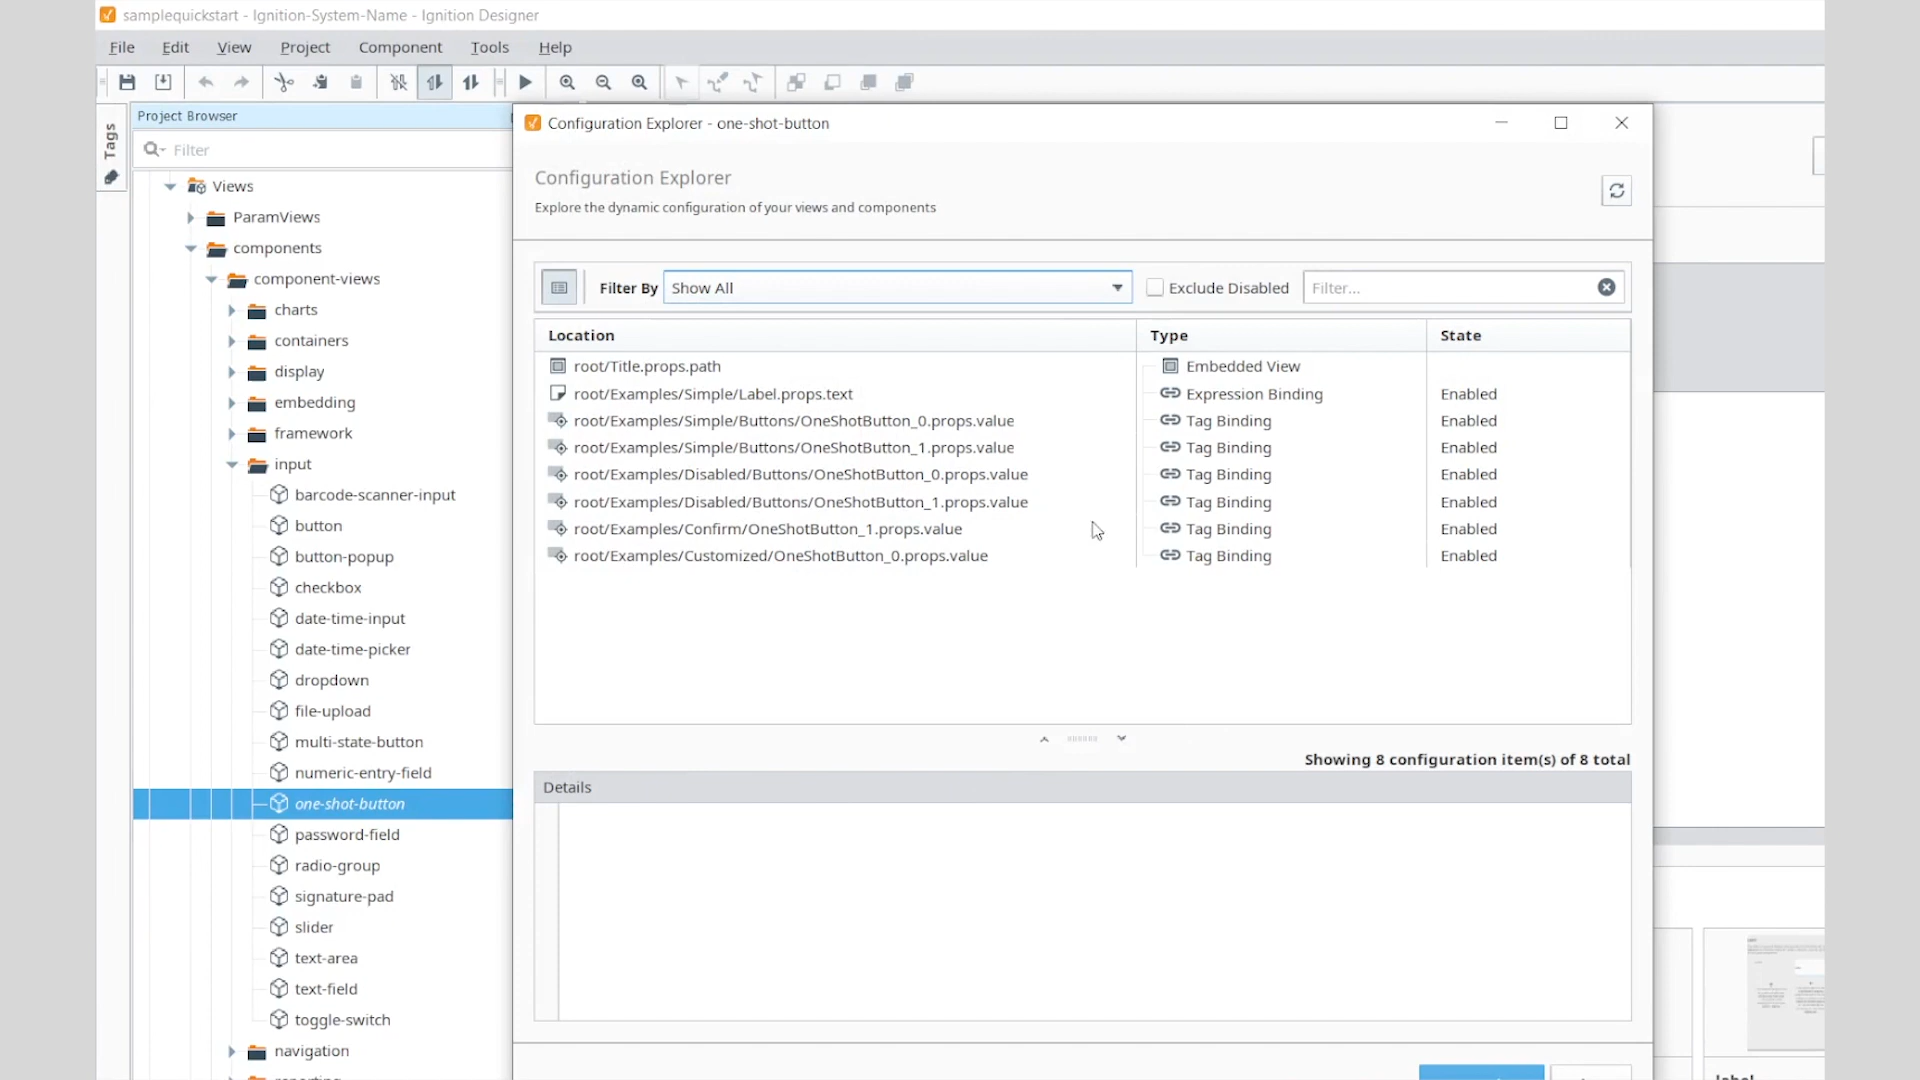 samplequickstart - Ignition-System-Name - Ignition Designer
File Edit View Project Component Tools Help
Tags
Project Browser
Filter
Views
ParamViews
components
component-views
charts
containers
display
embedding
framework
input
barcode-scanner-input
button
button-popup
checkbox
date-time-input
date-time-picker
dropdown
file-upload
multi-state-button
numeric-entry-field
one-shot-button
password-field
radio-group
signature-pad
slider
text-area
text-field
toggle-switch
navigation
Configuration Explorer - one-shot-button
Configuration Explorer
Explore the dynamic configuration of your views and components
Filter By Show All Exclude Disabled Filter...
Location Type State
root/Title.props.path Embedded View
root/Examples/Simple/Label.props.text Expression Binding Enabled
root/Examples/Simple/Buttons/OneShotButton_0.props.value Tag Binding Enabled
root/Examples/Simple/Buttons/OneShotButton_1.props.value Tag Binding Enabled
root/Examples/Disabled/Buttons/OneShotButton_0.props.value Tag Binding Enabled
root/Examples/Disabled/Buttons/OneShotButton_1.props.value Tag Binding Enabled
root/Examples/Confirm/OneShotButton_1.props.value Tag Binding Enabled
root/Examples/Customized/OneShotButton_0.props.value Tag Binding Enabled
Showing 8 configuration item(s) of 8 total
Details